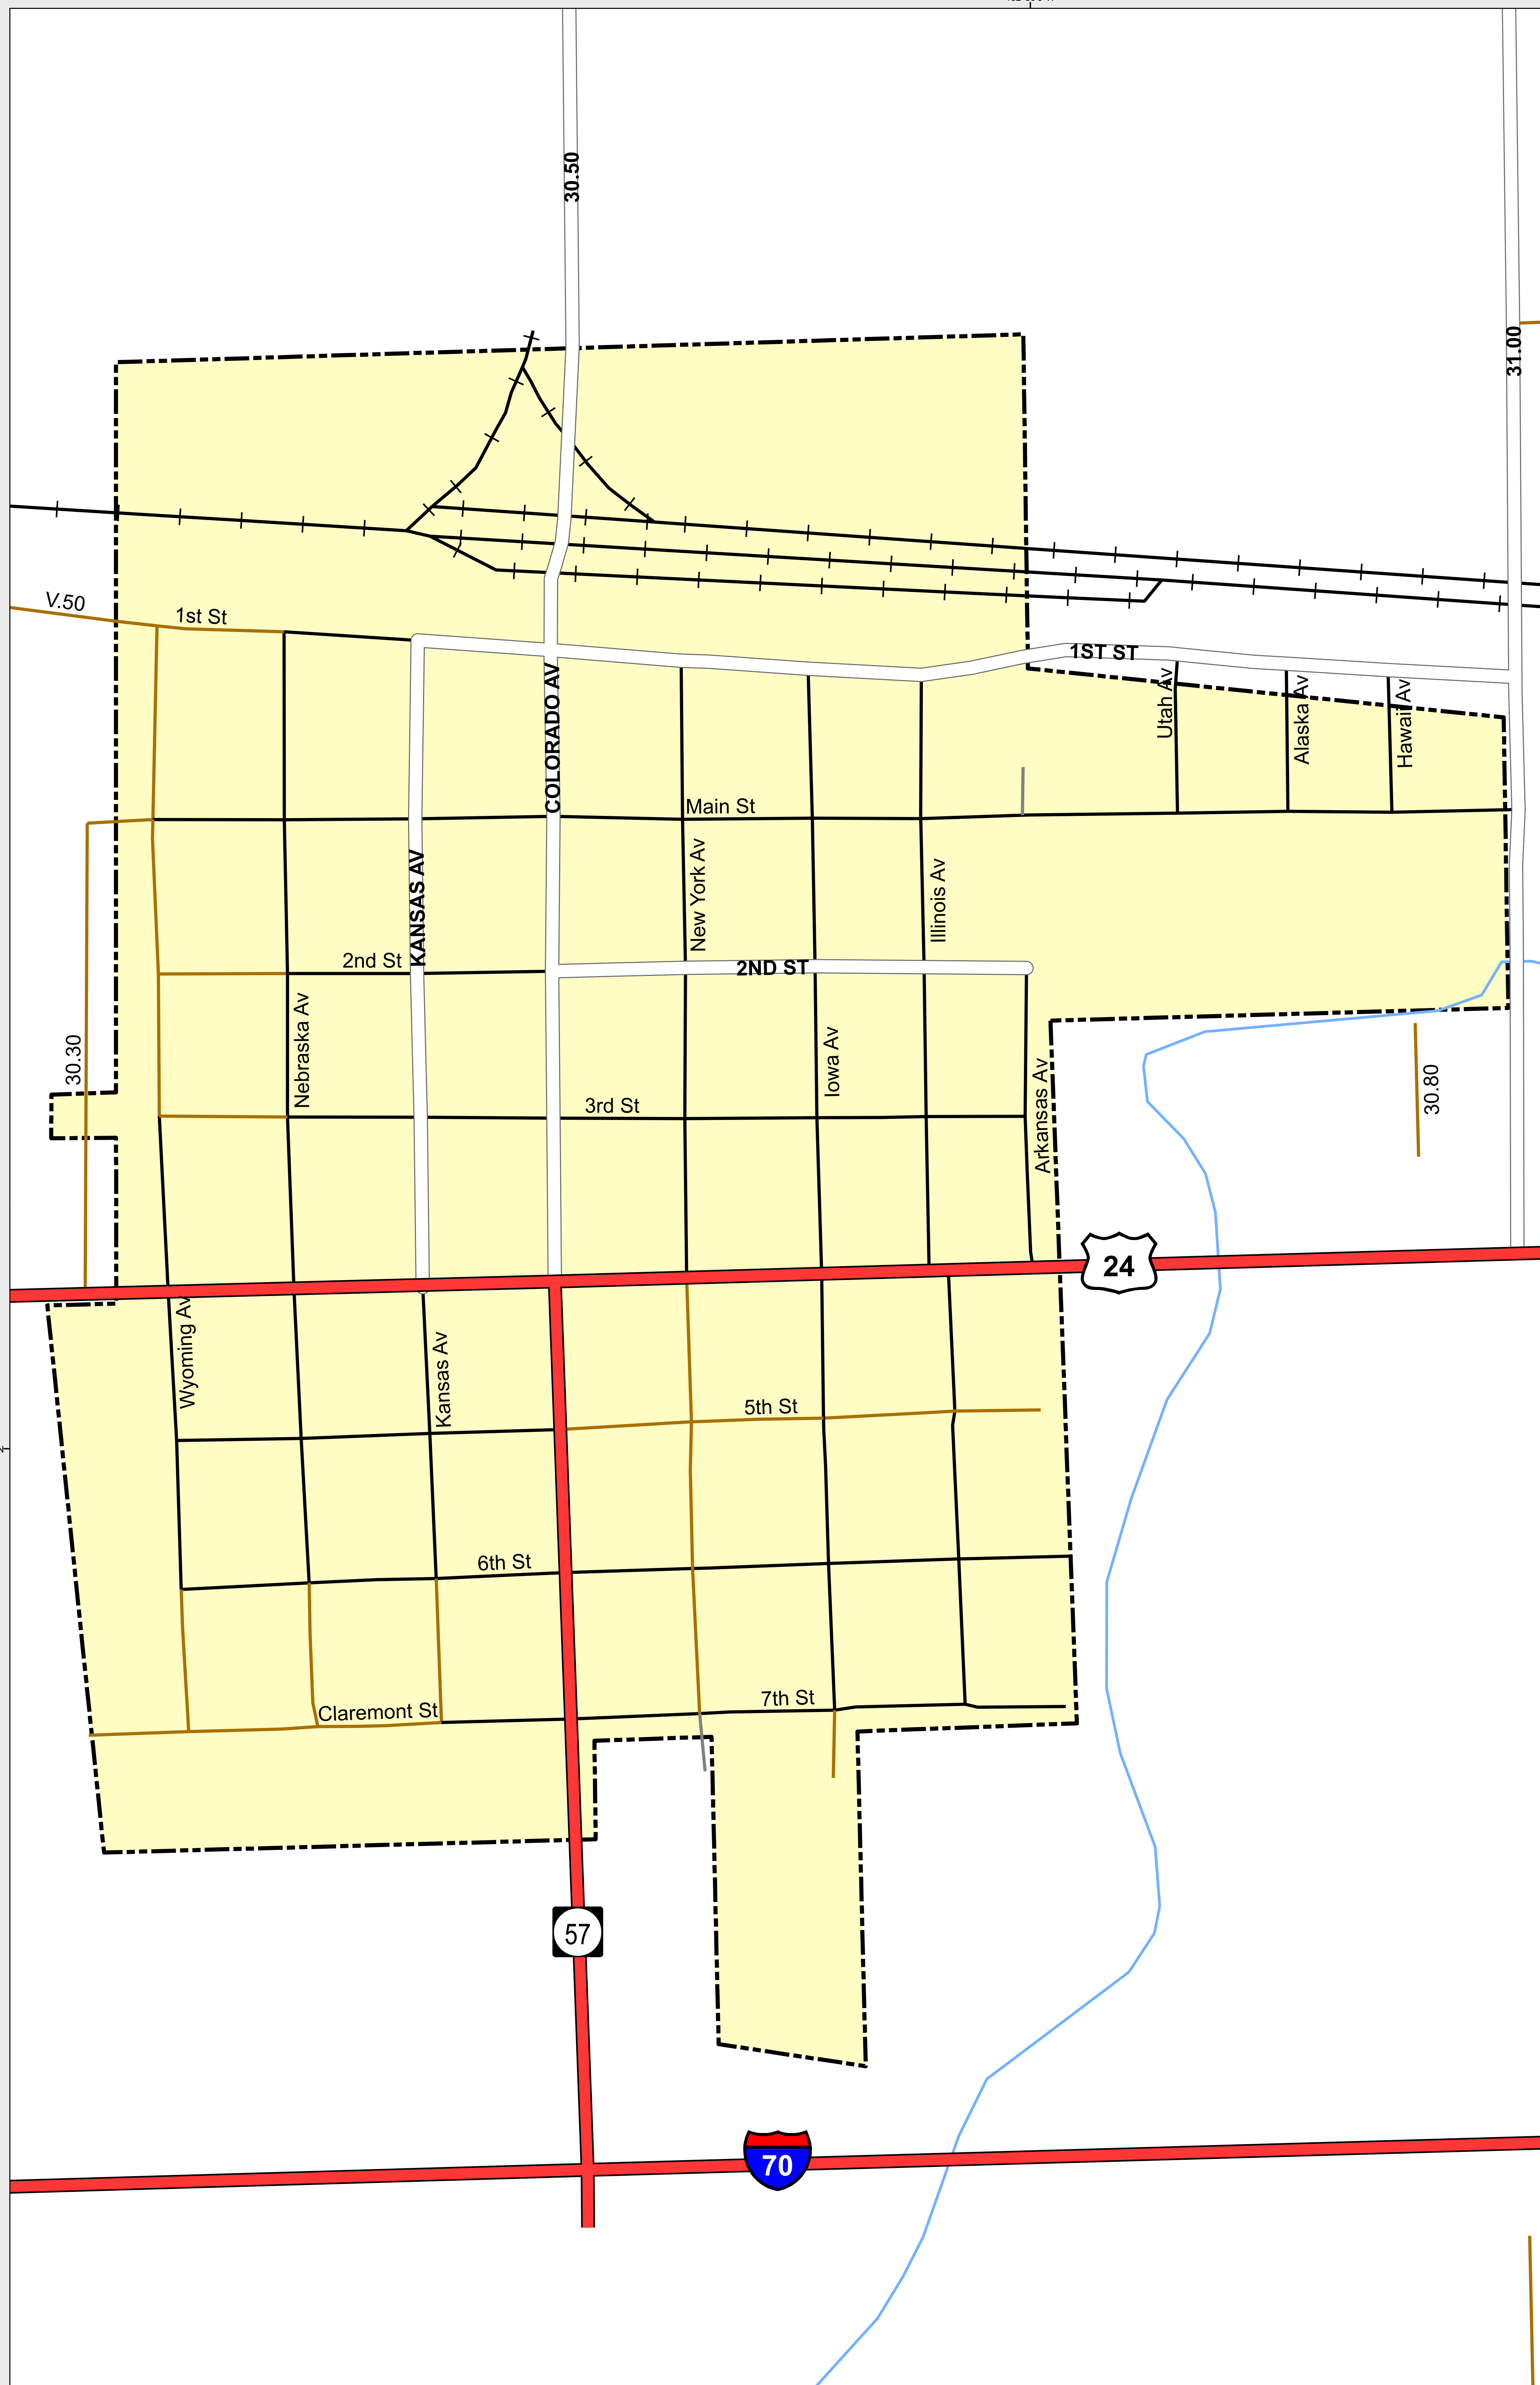 30.50
31.00
V.50
1st St
1ST ST
COLORADO AV
Utah Av
Alaska Av
Hawaii Av
Main St
KANSAS AV
New York Av
Illinois Av
2nd St
2ND ST
Nebraska Av
30.30
Iowa Av
Arkansas Av
30.80
3rd St
24
Wyoming Av
Kansas Av
5th St
6th St
Claremont St
7th St
57
70